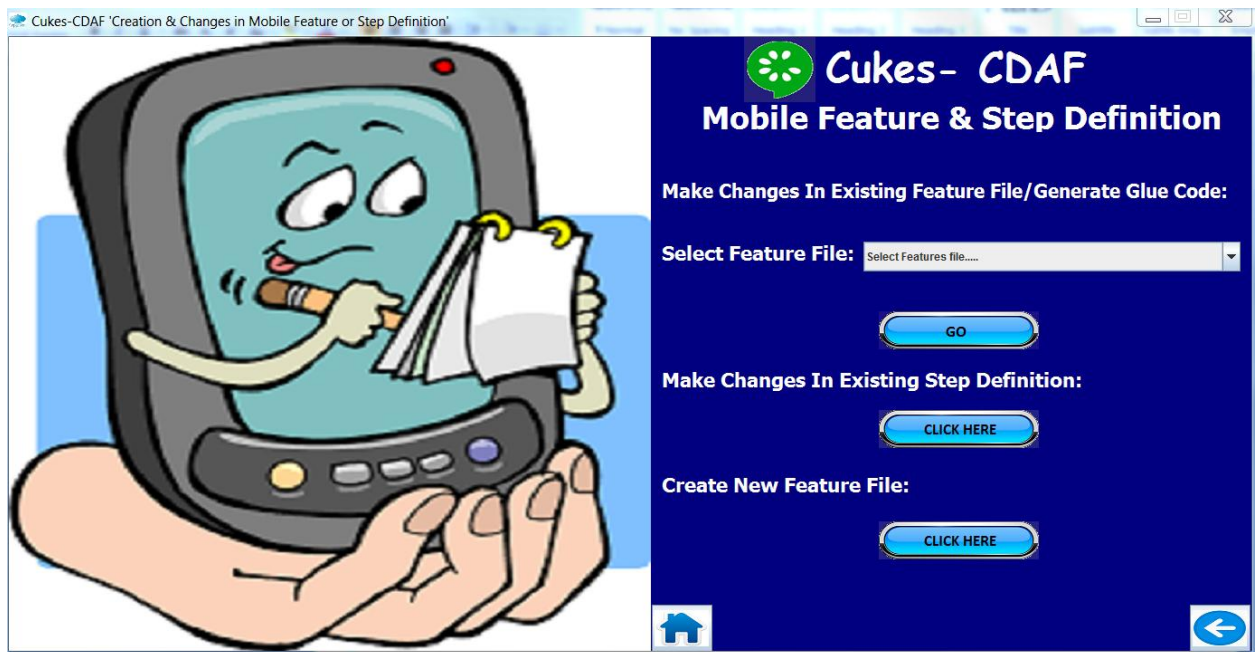 Cukes-CDAF 'Creation & Changes in Mobile Feature or Step Definition'
Cukes- CDAF
Mobile Feature & Step Definition
Make Changes In Existing Feature File/Generate Glue Code:
Select Feature File: Select Features file.....
GO
Make Changes In Existing Step Definition:
CLICK HERE
Create New Feature File:
CLICK HERE